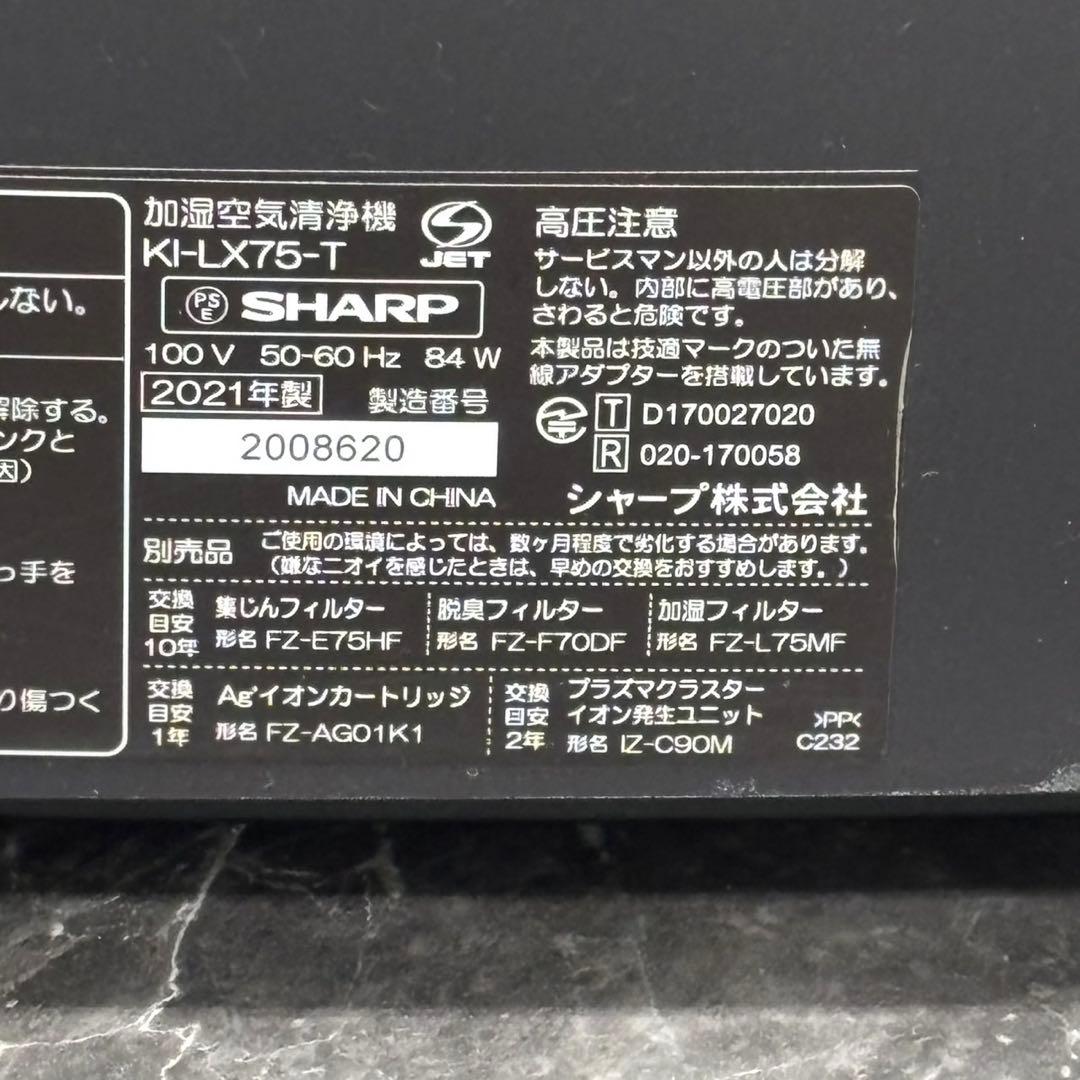 しない。
解除する。
ンクと
因)
っ手を
り傷つく
加湿空気清浄機
KI-LX75-T
JET
PS
E
SHARP
100V 50-60Hz 84W
2021年製 製造番号
2008620
MADE IN CHINA
高圧注意
サービスマン以外の人は分解
しない。内部に高電圧部があり、
さわると危険です。
本製品は技適マークのついた無
線アダプターを搭載しています。
T D170027020
R 020-170058
シャープ株式会社
別売品 ご使用の環境によっては、数ヶ月程度で劣化する場合があります。
(嫌なニオイを感じたときは、早めの交換をおすすめします。)
交換
目安
10年
集じんフィルター
形名 FZ-E75HF
脱臭フィルター
形名 FZ-F70DF
加湿フィルター
形名 FZ-L75MF
交換
目安
1年
Ag⁺イオンカートリッジ
形名 FZ-AG01K1
交換
目安
2年
プラズマクラスター
イオン発生ユニット
形名 IZ-C90M
>PP<
C232